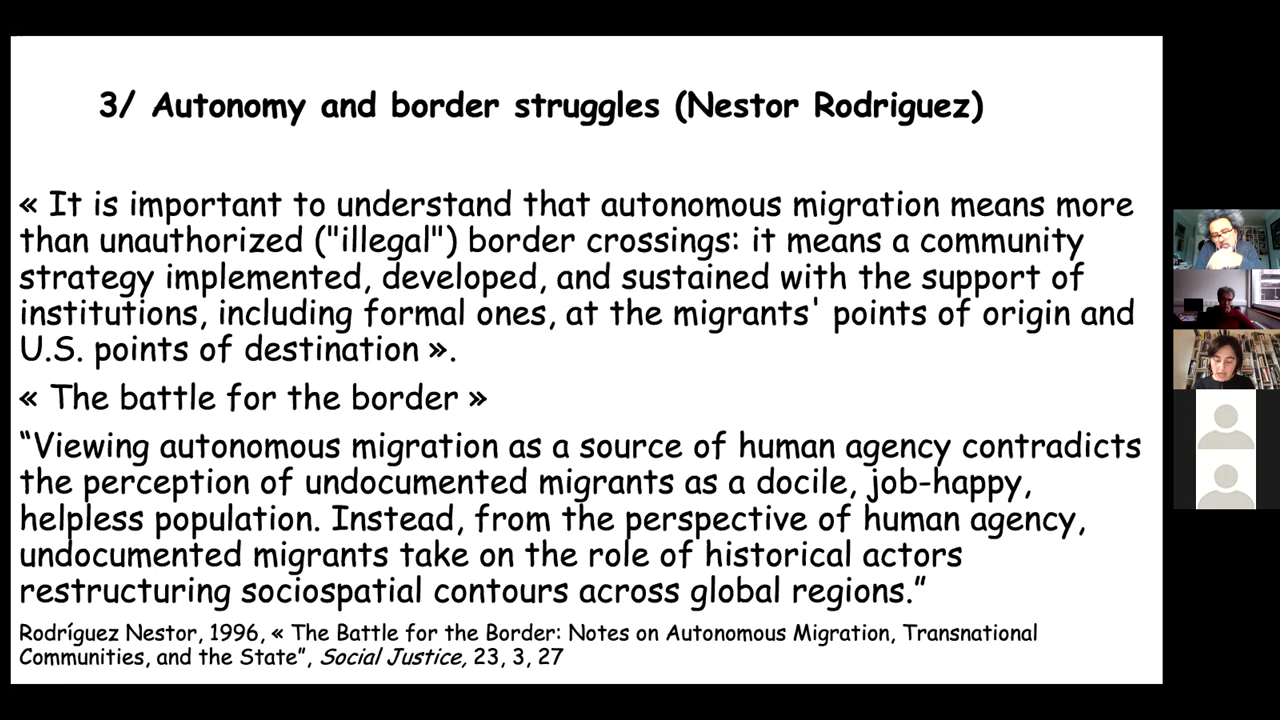 3/ Autonomy and border struggles (Nestor Rodriguez)
« It is important to understand that autonomous migration means more
than unauthorized ("illegal") border crossings: it means a community
strategy implemented, developed, and sustained with the support of
institutions, including formal ones, at the migrants' points of origin and
U.S. points of destination ».
« The battle for the border »
“Viewing autonomous migration as a source of human agency contradicts
the perception of undocumented migrants as a docile, job-happy,
helpless population. Instead, from the perspective of human agency,
undocumented migrants take on the role of historical actors
restructuring sociospatial contours across global regions.”
Rodríguez Nestor, 1996, « The Battle for the Border: Notes on Autonomous Migration, Transnational
Communities, and the State”, Social Justice, 23, 3, 27